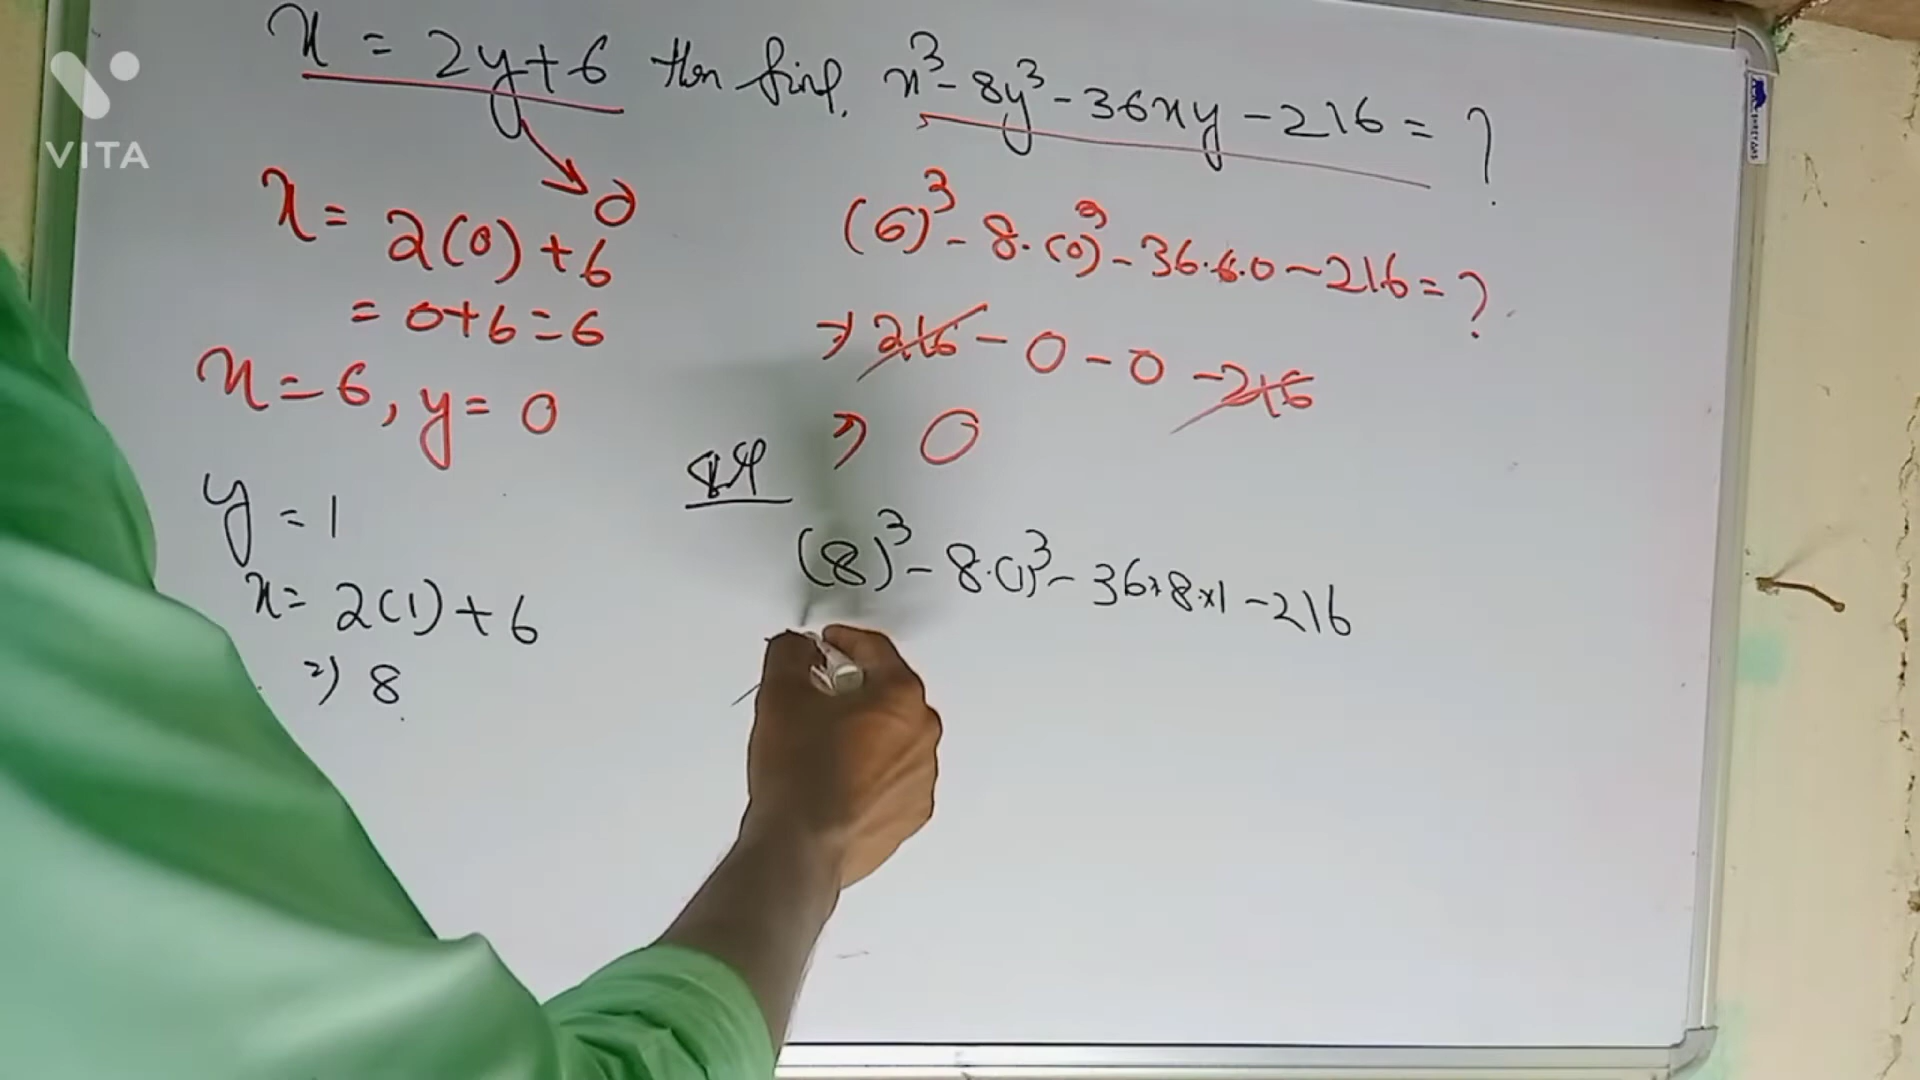 VITA
x = 2y+6 then find, x³-8y³-36xy-216=?
0
x= 2(0)+6
= 0+6=6
x=6, y=0
(6)³-8.(0)³-36.6.0-216=?
⇒ 216-0-0-216
⇒ 0
y=1
x= 2(1)+6
⇒ 8
(8)³-8.(1)³-36×8×1-216